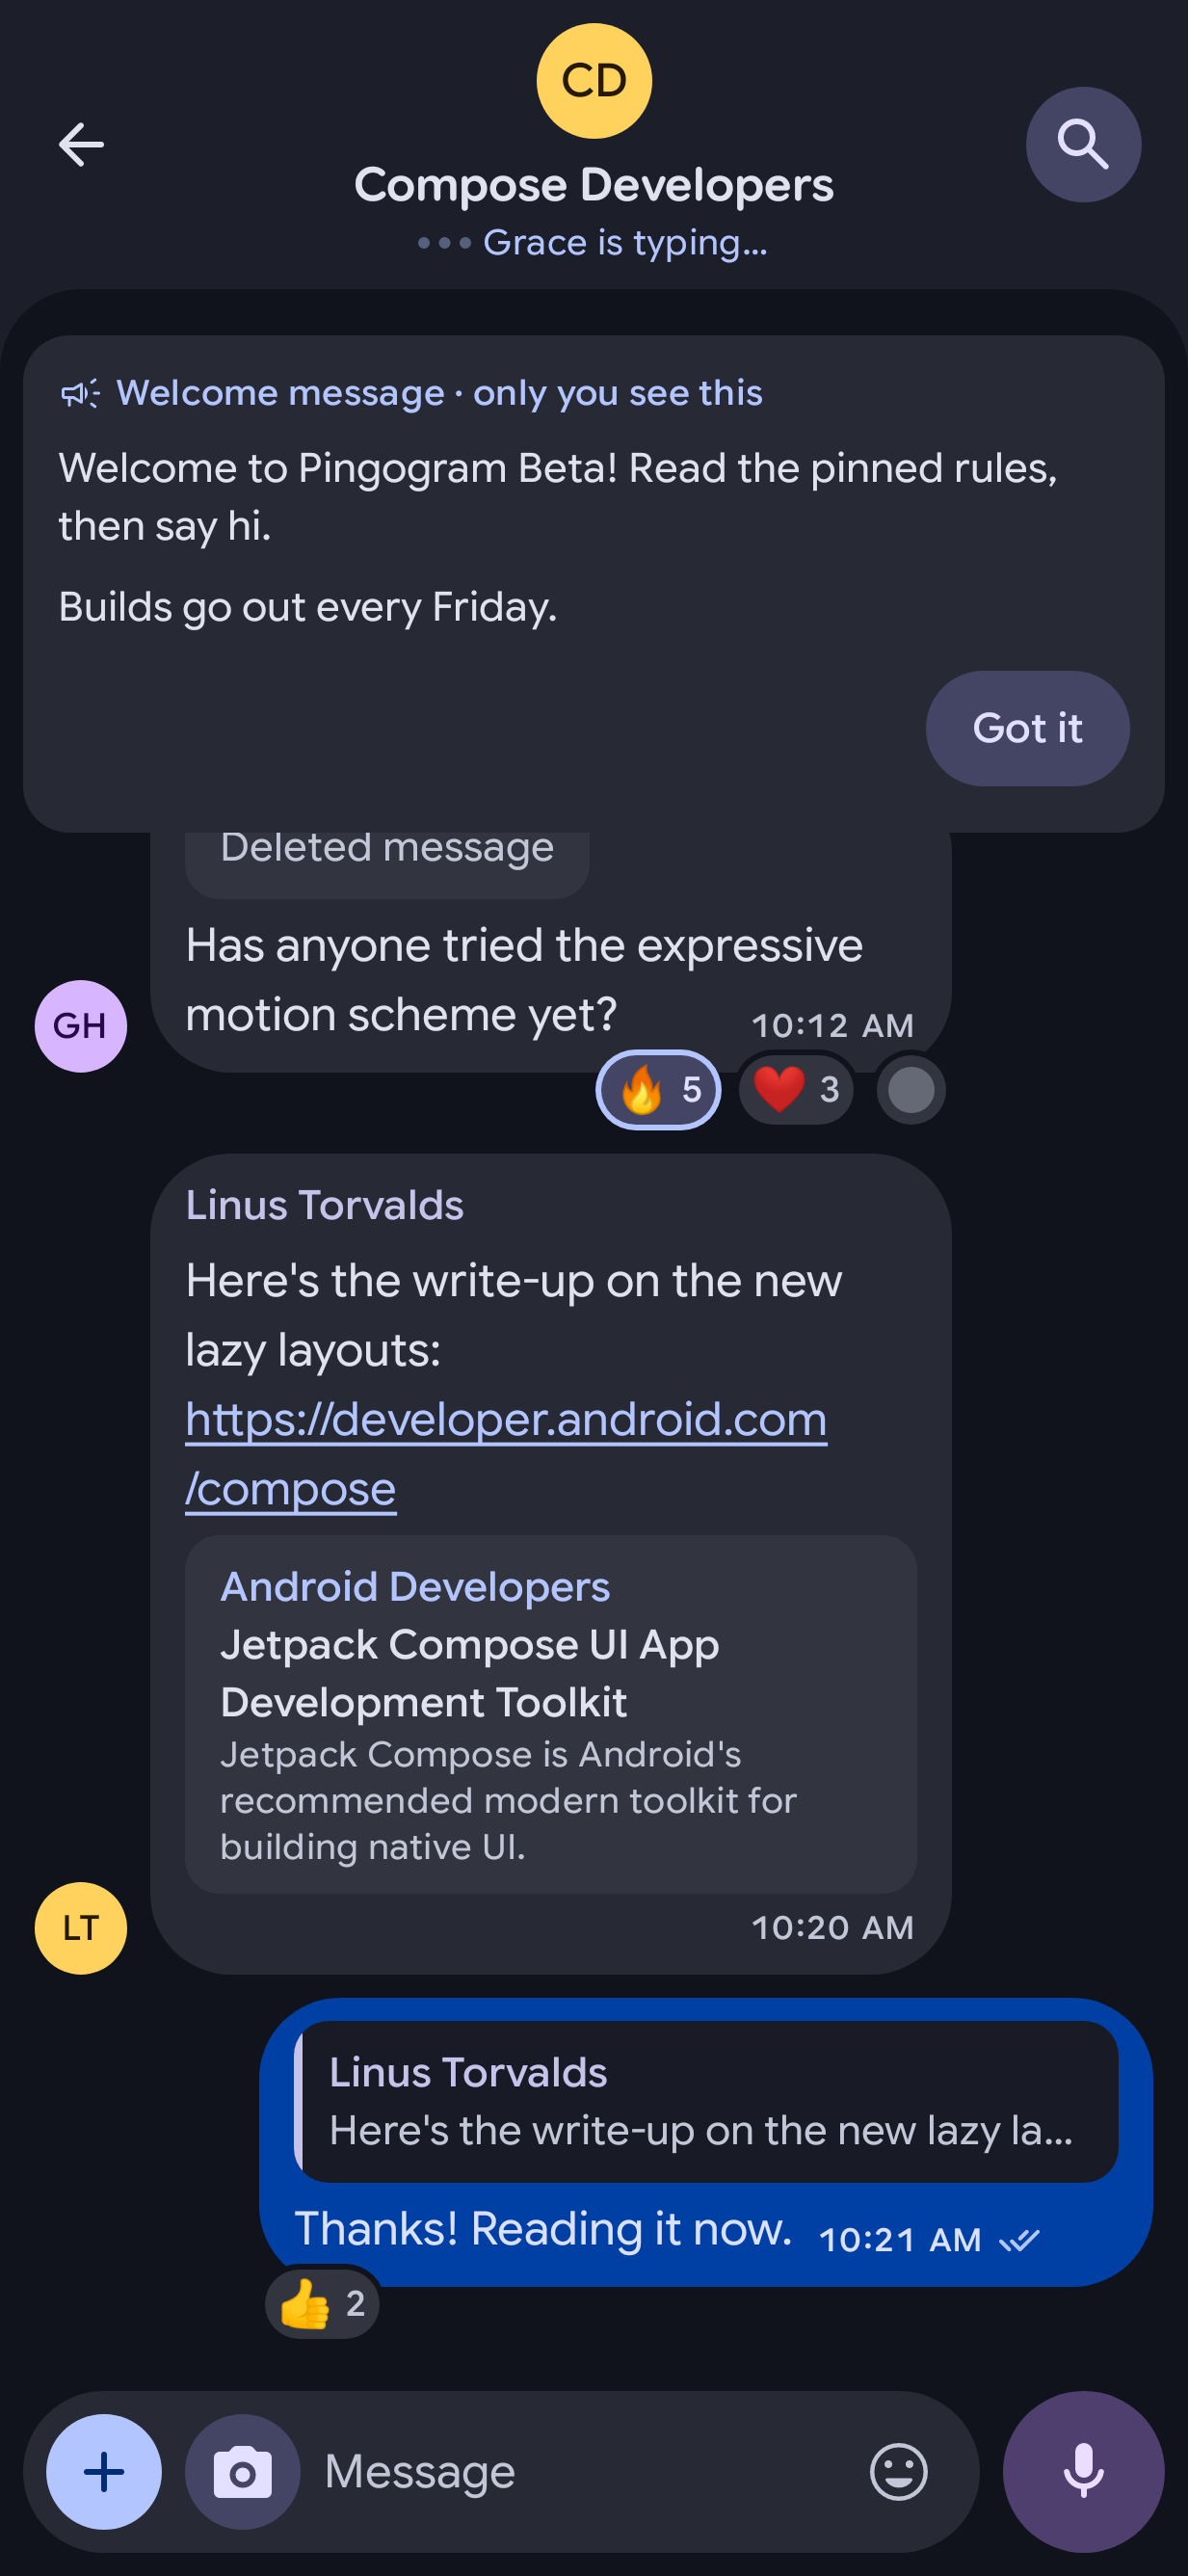 CD
Compose Developers
Grace is typing...
Welcome message · only you see this
Welcome to Pingogram Beta! Read the pinned rules,
then say hi.
Builds go out every Friday.
Got it
Deleted message
Has anyone tried the expressive
motion scheme yet?
10:12 AM
GH
🔥 5
❤️ 3
Linus Torvalds
Here's the write-up on the new
lazy layouts:
https://developer.android.com
/compose
Android Developers
Jetpack Compose UI App
Development Toolkit
Jetpack Compose is Android's
recommended modern toolkit for
building native UI.
10:20 AM
LT
Linus Torvalds
Here's the write-up on the new lazy la...
Thanks! Reading it now. 10:21 AM
👍 2
Message